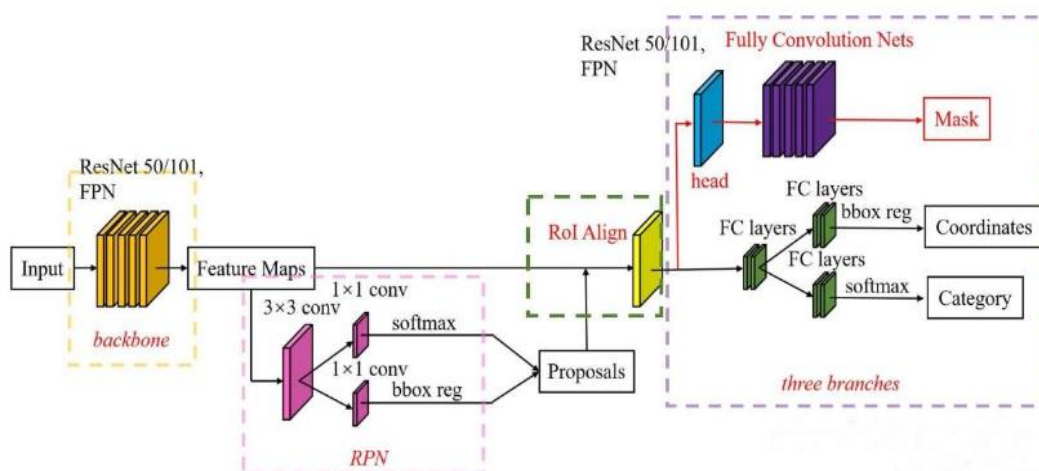 ResNet 50/101,
FPN
Fully Convolution Nets
Mask
head
ResNet 50/101,
FPN
RoI Align
FC layers
FC layers
bbox reg
Coordinates
Input
Feature Maps
FC layers
softmax
Category
backbone
3×3 conv
1×1 conv
softmax
1×1 conv
bbox reg
Proposals
three branches
RPN